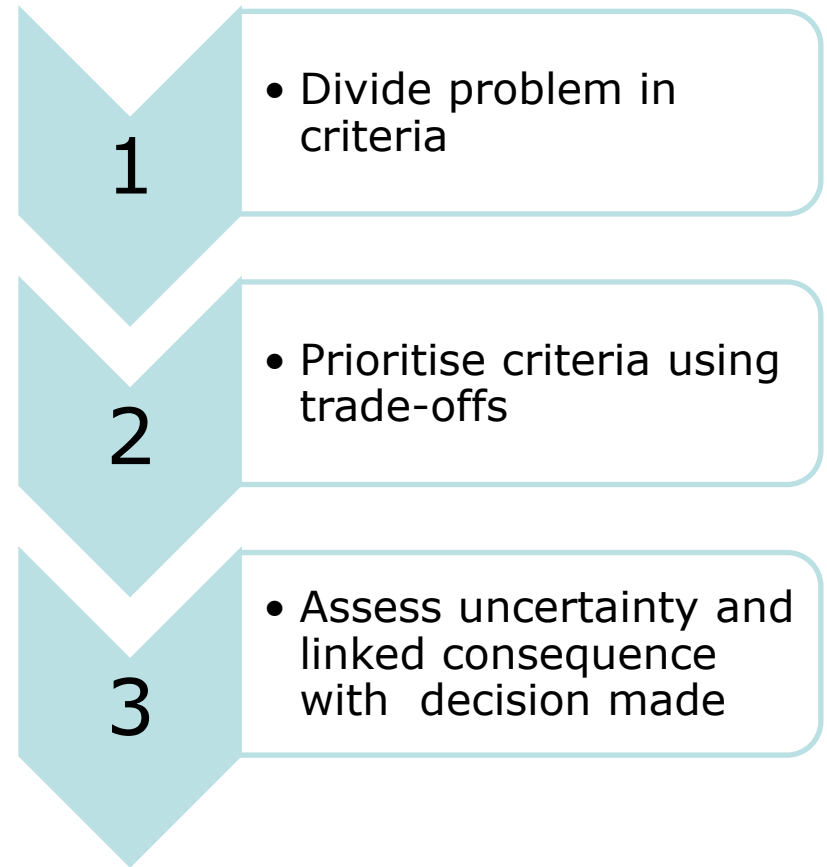 1
• Divide problem in
criteria
2
• Prioritise criteria using
trade-offs
3
• Assess uncertainty and
linked consequence
with  decision made